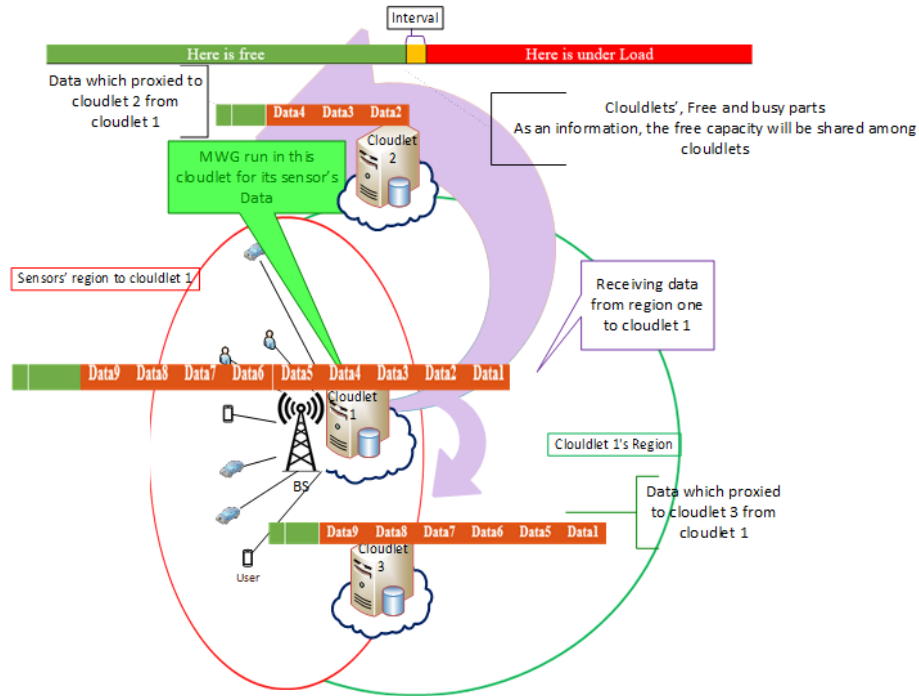 Interval
Here is free
Here is under Load
Data which proxied to
cloudlet 2 from
cloudlet 1
Data4 Data3 Data2
Clouldlets', Free and busy parts
As an information, the free capacity will be shared among
clouldlets
Cloudlet
2
MWG run in this
cloudlet for its sensor's
Data
Sensors' region to clouldlet 1
Receiving data
from region one
to cloudlet 1
Data9 Data8 Data7 Data6 Data5 Data4 Data3 Data2 Data1
Cloudlet
1
Clouldlet 1's Region
BS
Data which proxied
to cloudlet 3 from
cloudlet 1
Data9 Data8 Data7 Data6 Data5 Data1
Cloudlet
3
User